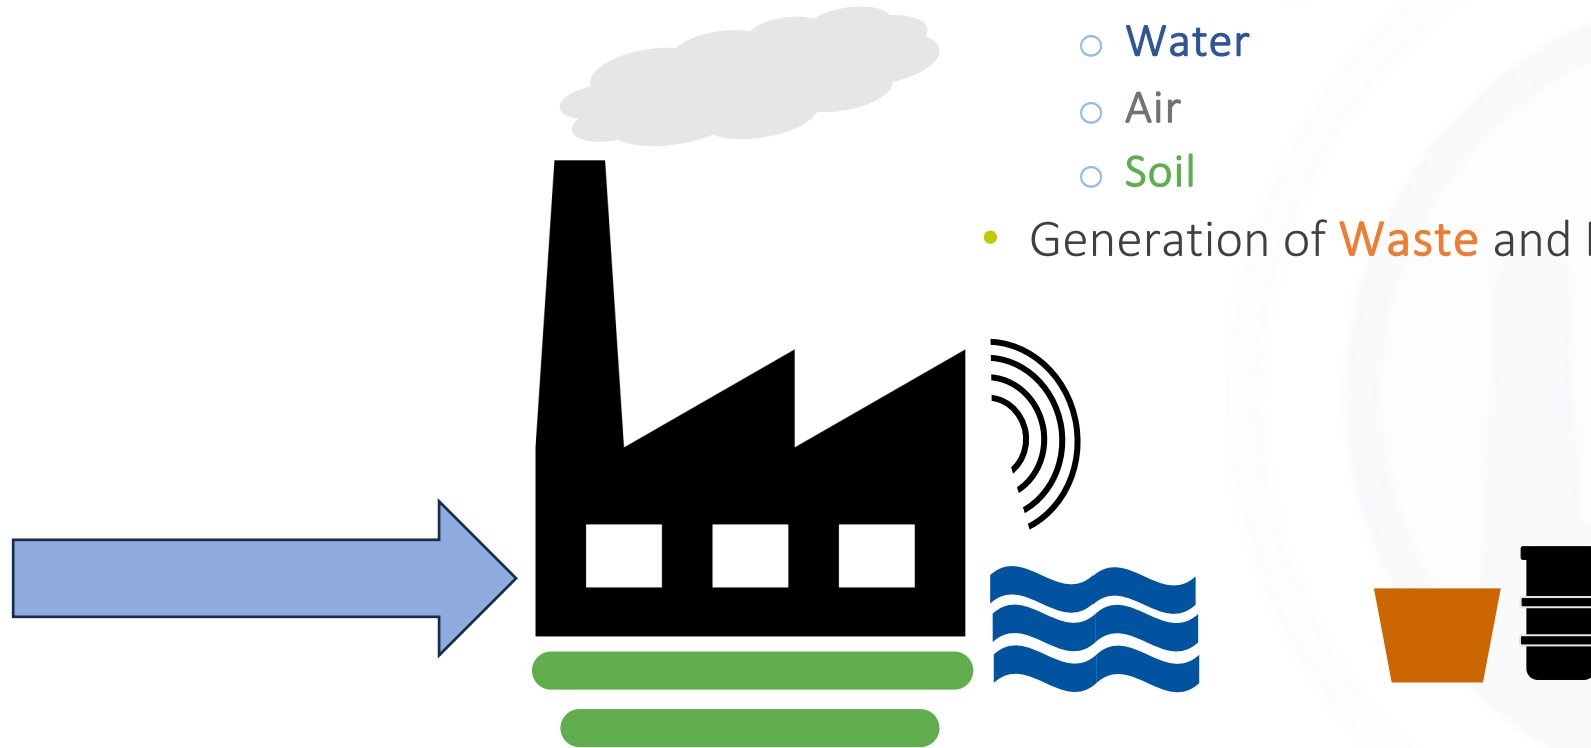 Water
Air
Soil
Generation of Waste and